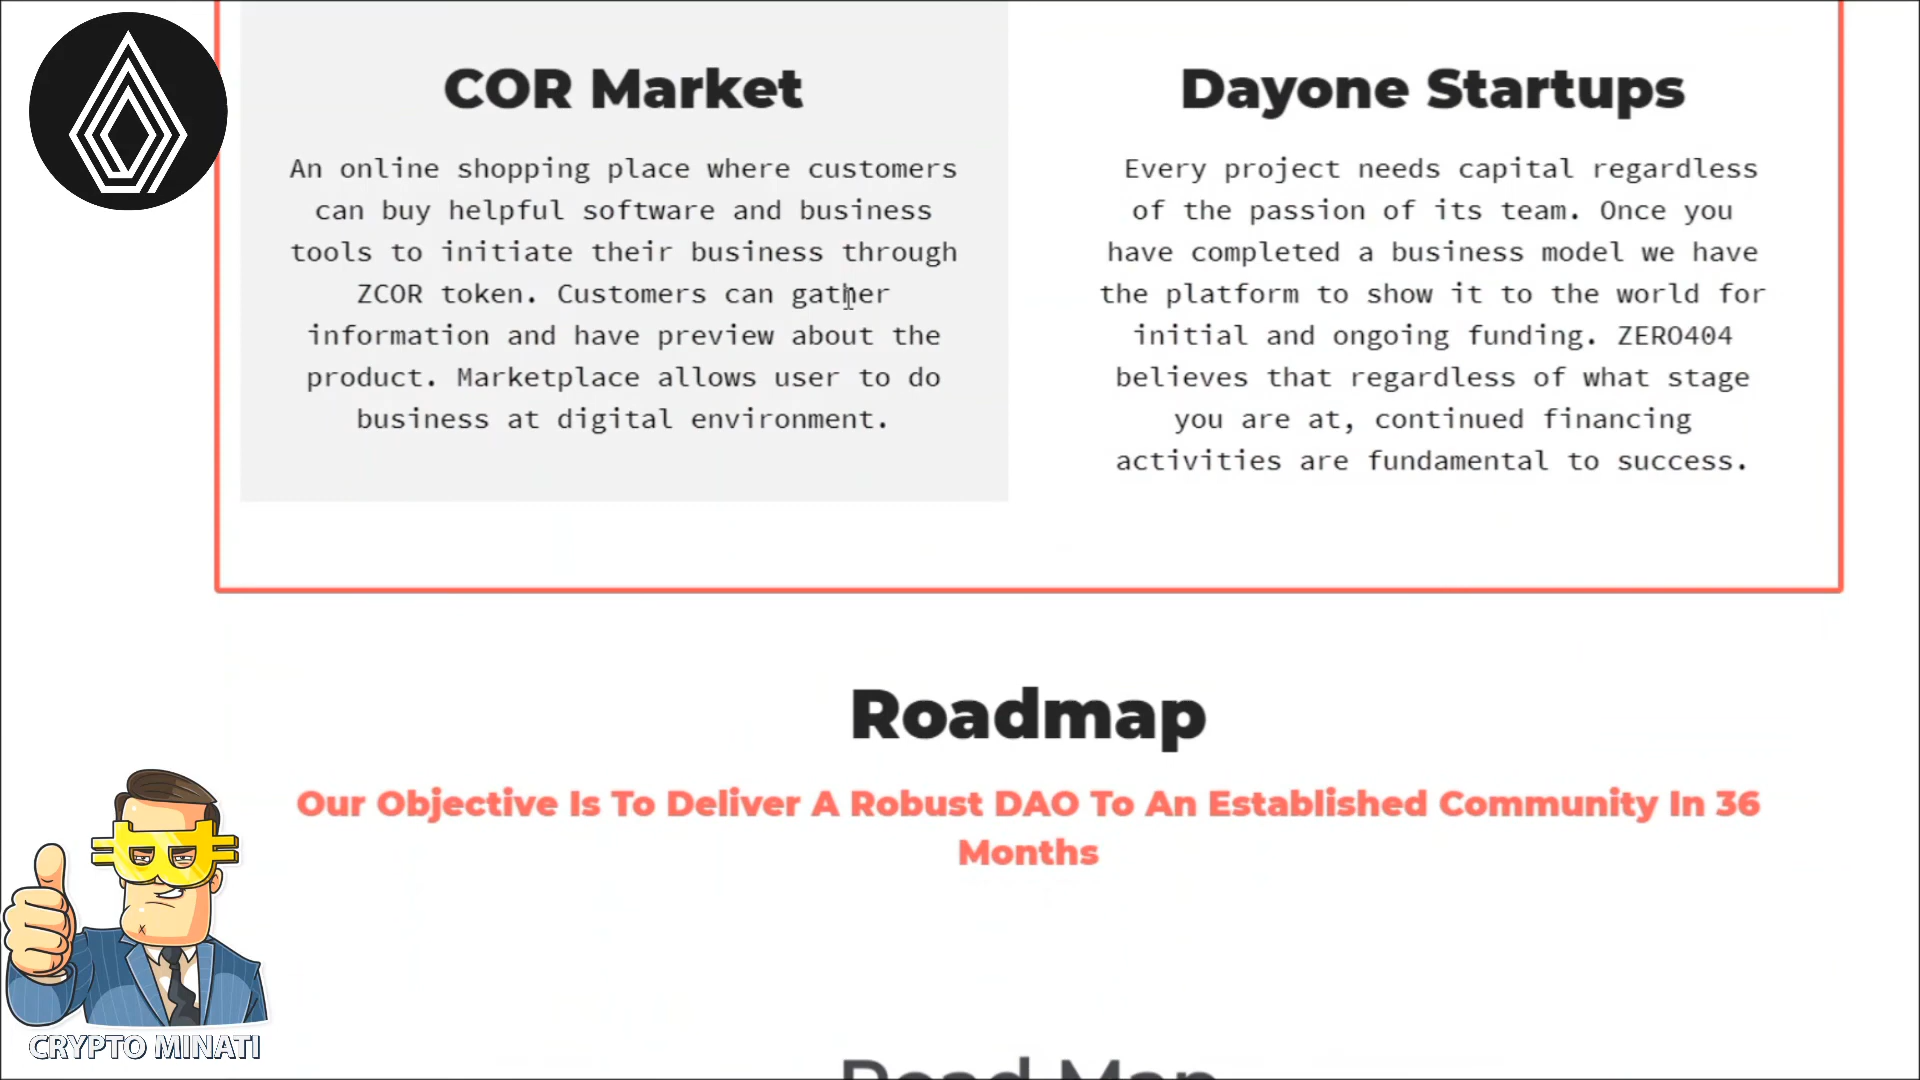 COR Market
An online shopping place where customers
can buy helpful software and business
tools to initiate their business through
ZCOR token. Customers can gather
information and have preview about the
product. Marketplace allows user to do
business at digital environment.
Dayone Startups
Every project needs capital regardless
of the passion of its team. Once you
have completed a business model we have
the platform to show it to the world for
initial and ongoing funding. ZERO404
believes that regardless of what stage
you are at, continued financing
activities are fundamental to success.
Roadmap
Our Objective Is To Deliver A Robust DAO To An Established Community In 36
Months
CRYPTO MINATI
Road Map